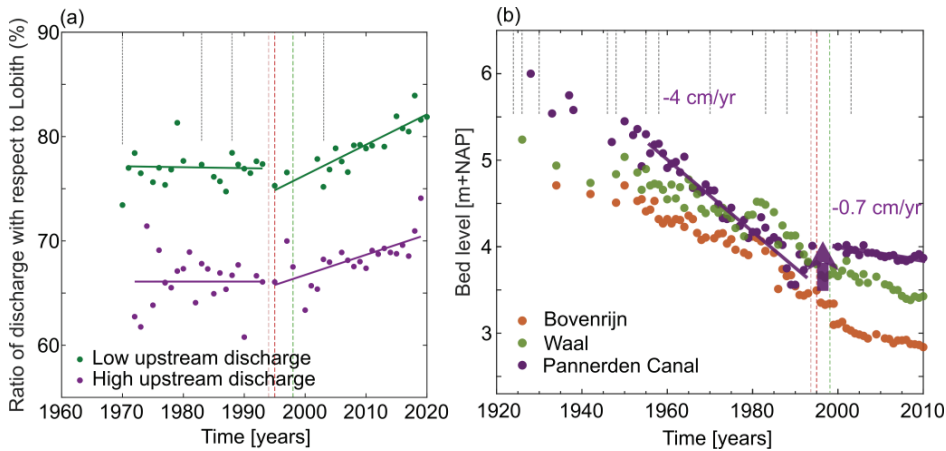 (a)
Ratio of discharge with respect to Lobith (%)
90
80
70
60
Low upstream discharge
High upstream discharge
1960 1970 1980 1990 2000 2010 2020
Time [years]
(b)
Bed level [m+NAP]
6
5
4
3
-4 cm/yr
-0.7 cm/yr
Bovenrijn
Waal
Pannerden Canal
1920 1940 1960 1980 2000 2010
Time [years]